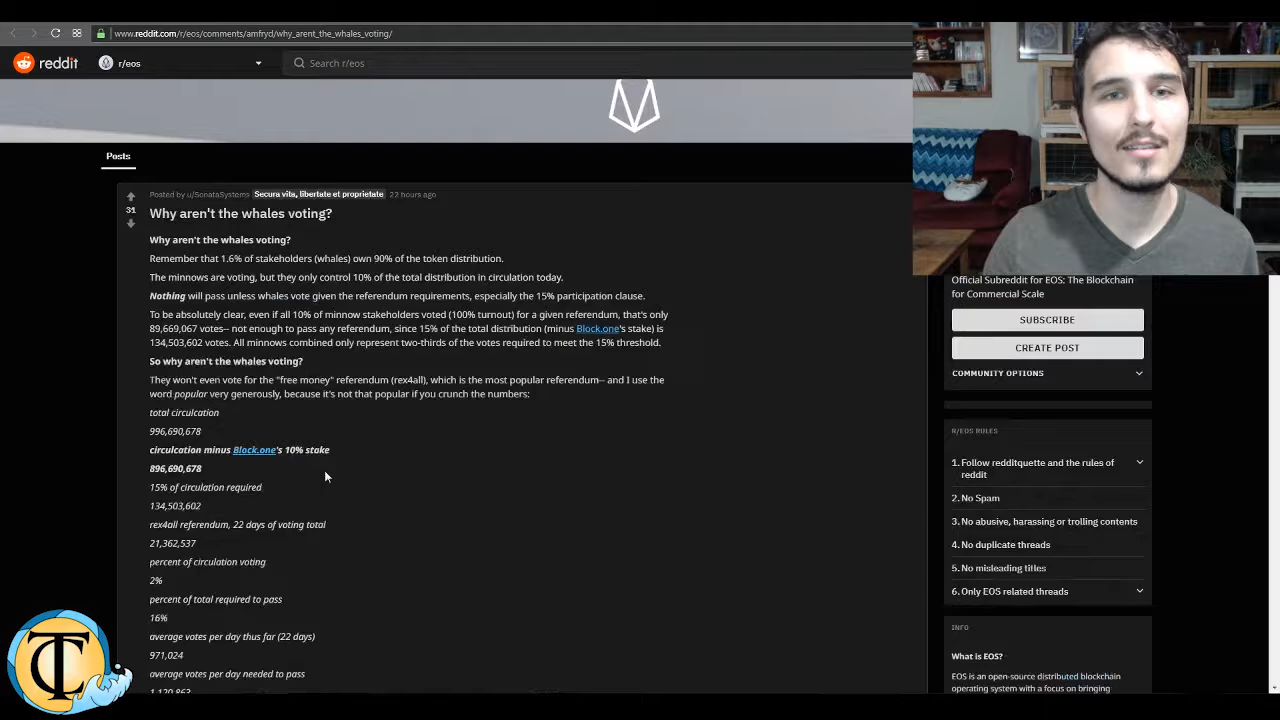 www.reddit.com/r/eos/comments/amfryd/why_arent_the_whales_voting/
reddit
r/eos
Search r/eos
Posts
Posted by u/SonataSystems Secura vita, libertate et proprietate 22 hours ago
31
Why aren't the whales voting?
Why aren't the whales voting?
Remember that 1.6% of stakeholders (whales) own 90% of the token distribution.
The minnows are voting, but they only control 10% of the total distribution in circulation today.
Nothing will pass unless whales vote given the referendum requirements, especially the 15% participation clause.
To be absolutely clear, even if all 10% of minnow stakeholders voted (100% turnout) for a given referendum, that's only
89,669,067 votes-- not enough to pass any referendum, since 15% of the total distribution (minus Block.one's stake) is
134,503,602 votes. All minnows combined only represent two-thirds of the votes required to meet the 15% threshold.
So why aren't the whales voting?
They won't even vote for the "free money" referendum (rex4all), which is the most popular referendum-- and I use the
word popular very generously, because it's not that popular if you crunch the numbers:
total circulcation
996,690,678
circulcation minus Block.one's 10% stake
896,690,678
15% of circulation required
134,503,602
rex4all referendum, 22 days of voting total
21,362,537
percent of circulation voting
2%
percent of total required to pass
16%
average votes per day thus far (22 days)
971,024
average votes per day needed to pass
1,120,863
Official Subreddit for EOS: The Blockchain
for Commercial Scale
SUBSCRIBE
CREATE POST
COMMUNITY OPTIONS
R/EOS RULES
1. Follow redditquette and the rules of
reddit
2. No Spam
3. No abusive, harassing or trolling contents
4. No duplicate threads
5. No misleading titles
6. Only EOS related threads
INFO
What is EOS?
EOS is an open-source distributed blockchain
operating system with a focus on bringing
TC